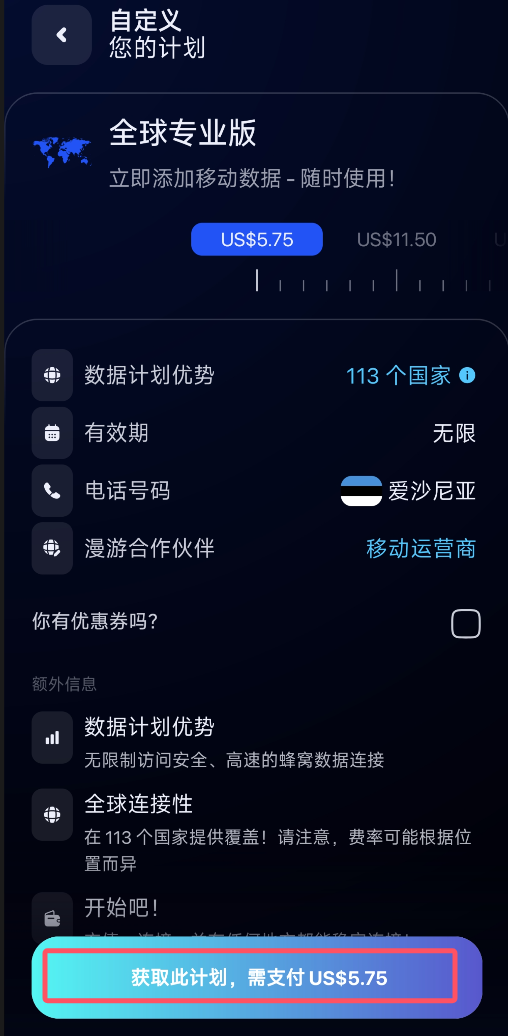 自定义
您的计划
全球专业版
立即添加移动数据 - 随时使用！
US$5.75 US$11.50
数据计划优势 113 个国家
有效期 无限
电话号码 爱沙尼亚
漫游合作伙伴 移动运营商
你有优惠券吗？
额外信息
数据计划优势
无限制访问安全、高速的蜂窝数据连接
全球连接性
在 113 个国家提供覆盖！请注意，费率可能根据位
置而异
开始吧！
获取此计划，需支付 US$5.75